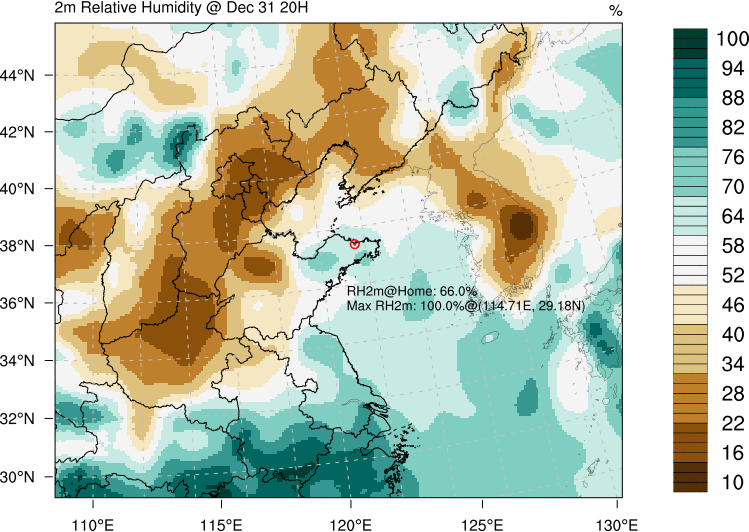 2m Relative Humidity @ Dec 31 20H
%
100
94
88
82
76
70
64
58
52
46
40
34
28
22
16
10
44°N
42°N
40°N
38°N
36°N
34°N
32°N
30°N
RH2m@Home: 66.0%
Max RH2m: 100.0%@(114.71E, 29.18N)
110°E
115°E
120°E
125°E
130°E